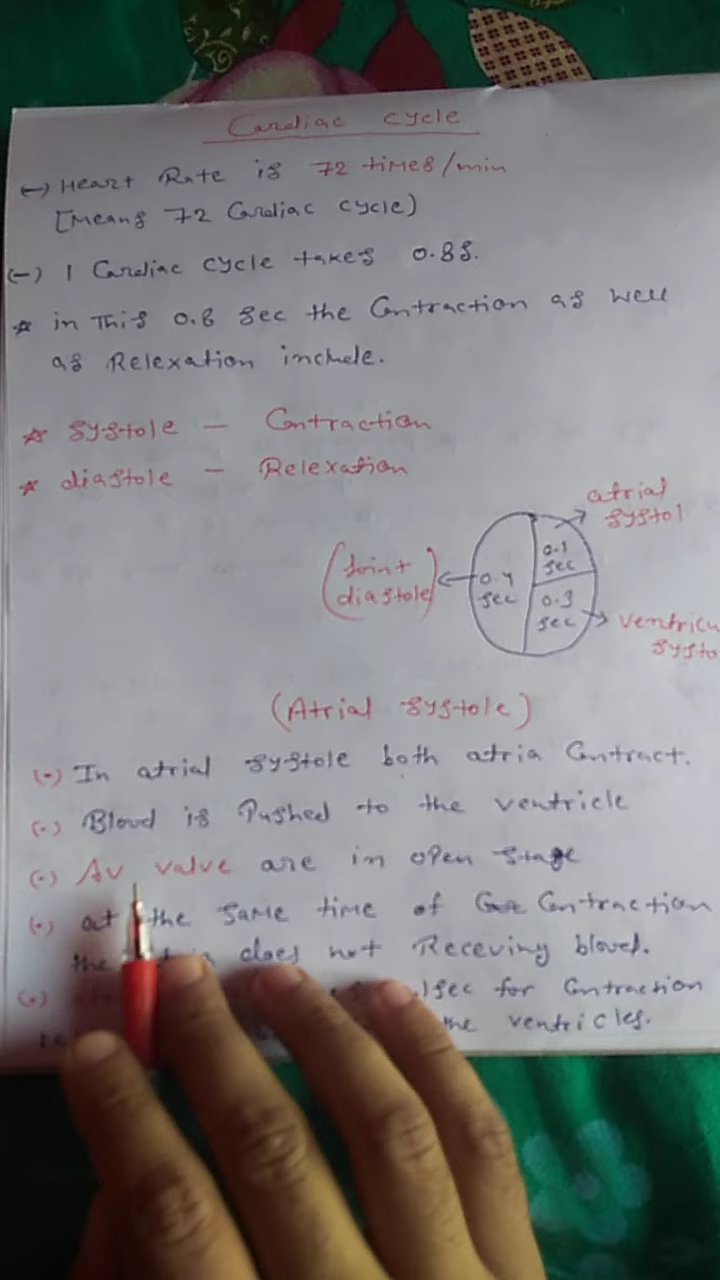 Cardiac cycle
(-) Heart Rate is 72 times/min
[Means 72 Cardiac cycle)
(-) 1 Cardiac cycle takes 0.8s.
* in This 0.8 sec the Contraction as well
as Relexation include.
* systole - Contraction
* diastole - Relexation
atrial
systol
0.1
sec
(Joint
diastole)
0.4
sec
0.3
sec
ventricu
systo
(Atrial systole)
(-) In atrial systole both atria Contract.
(-) Bloud is Pushed to the ventricle
(-) AV valve are in open stage
(-) at the same time of Contraction
the does not Receving bloud.
(-) 1sec for Contraction
the ventricles.